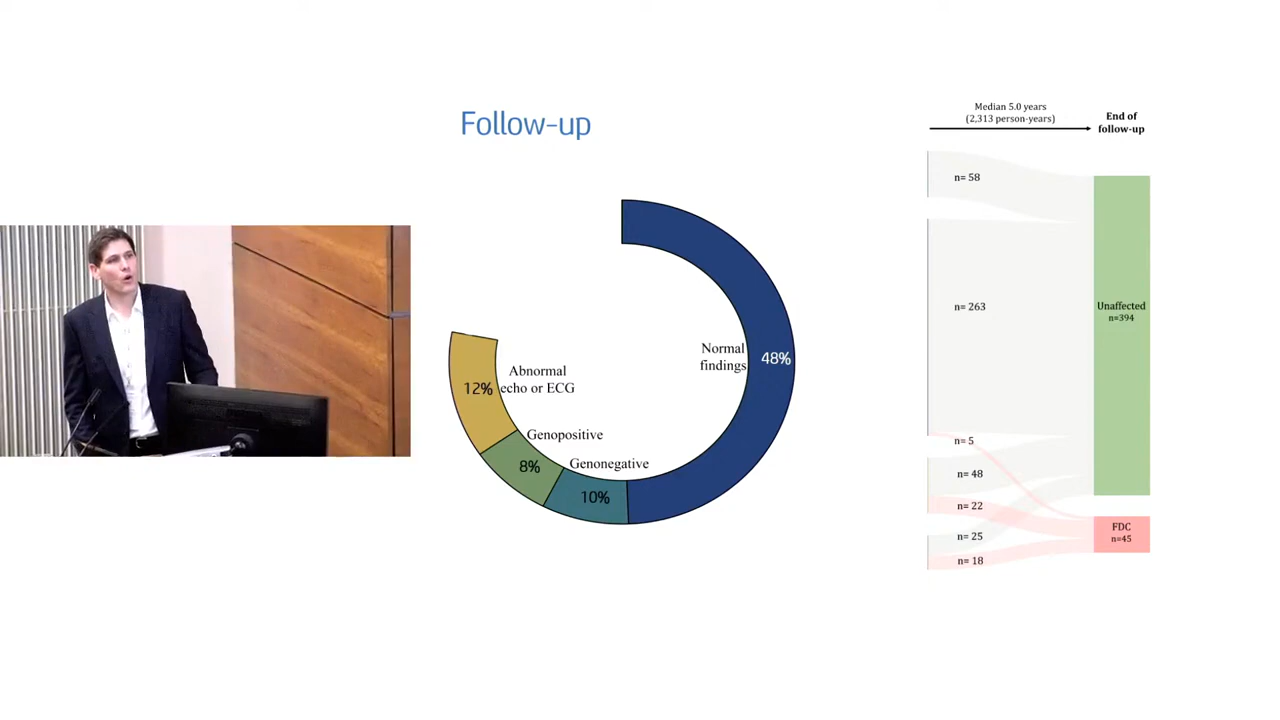 Follow-up
Normal
findings
48%
Abnormal
echo or ECG
12%
Genopositive
8%
Genonegative
10%
Median 5.0 years
(2,313 person-years)
End of
follow-up
n= 58
n= 263
n= 5
n= 48
n= 22
n= 25
n= 18
Unaffected
n=394
FDC
n=45